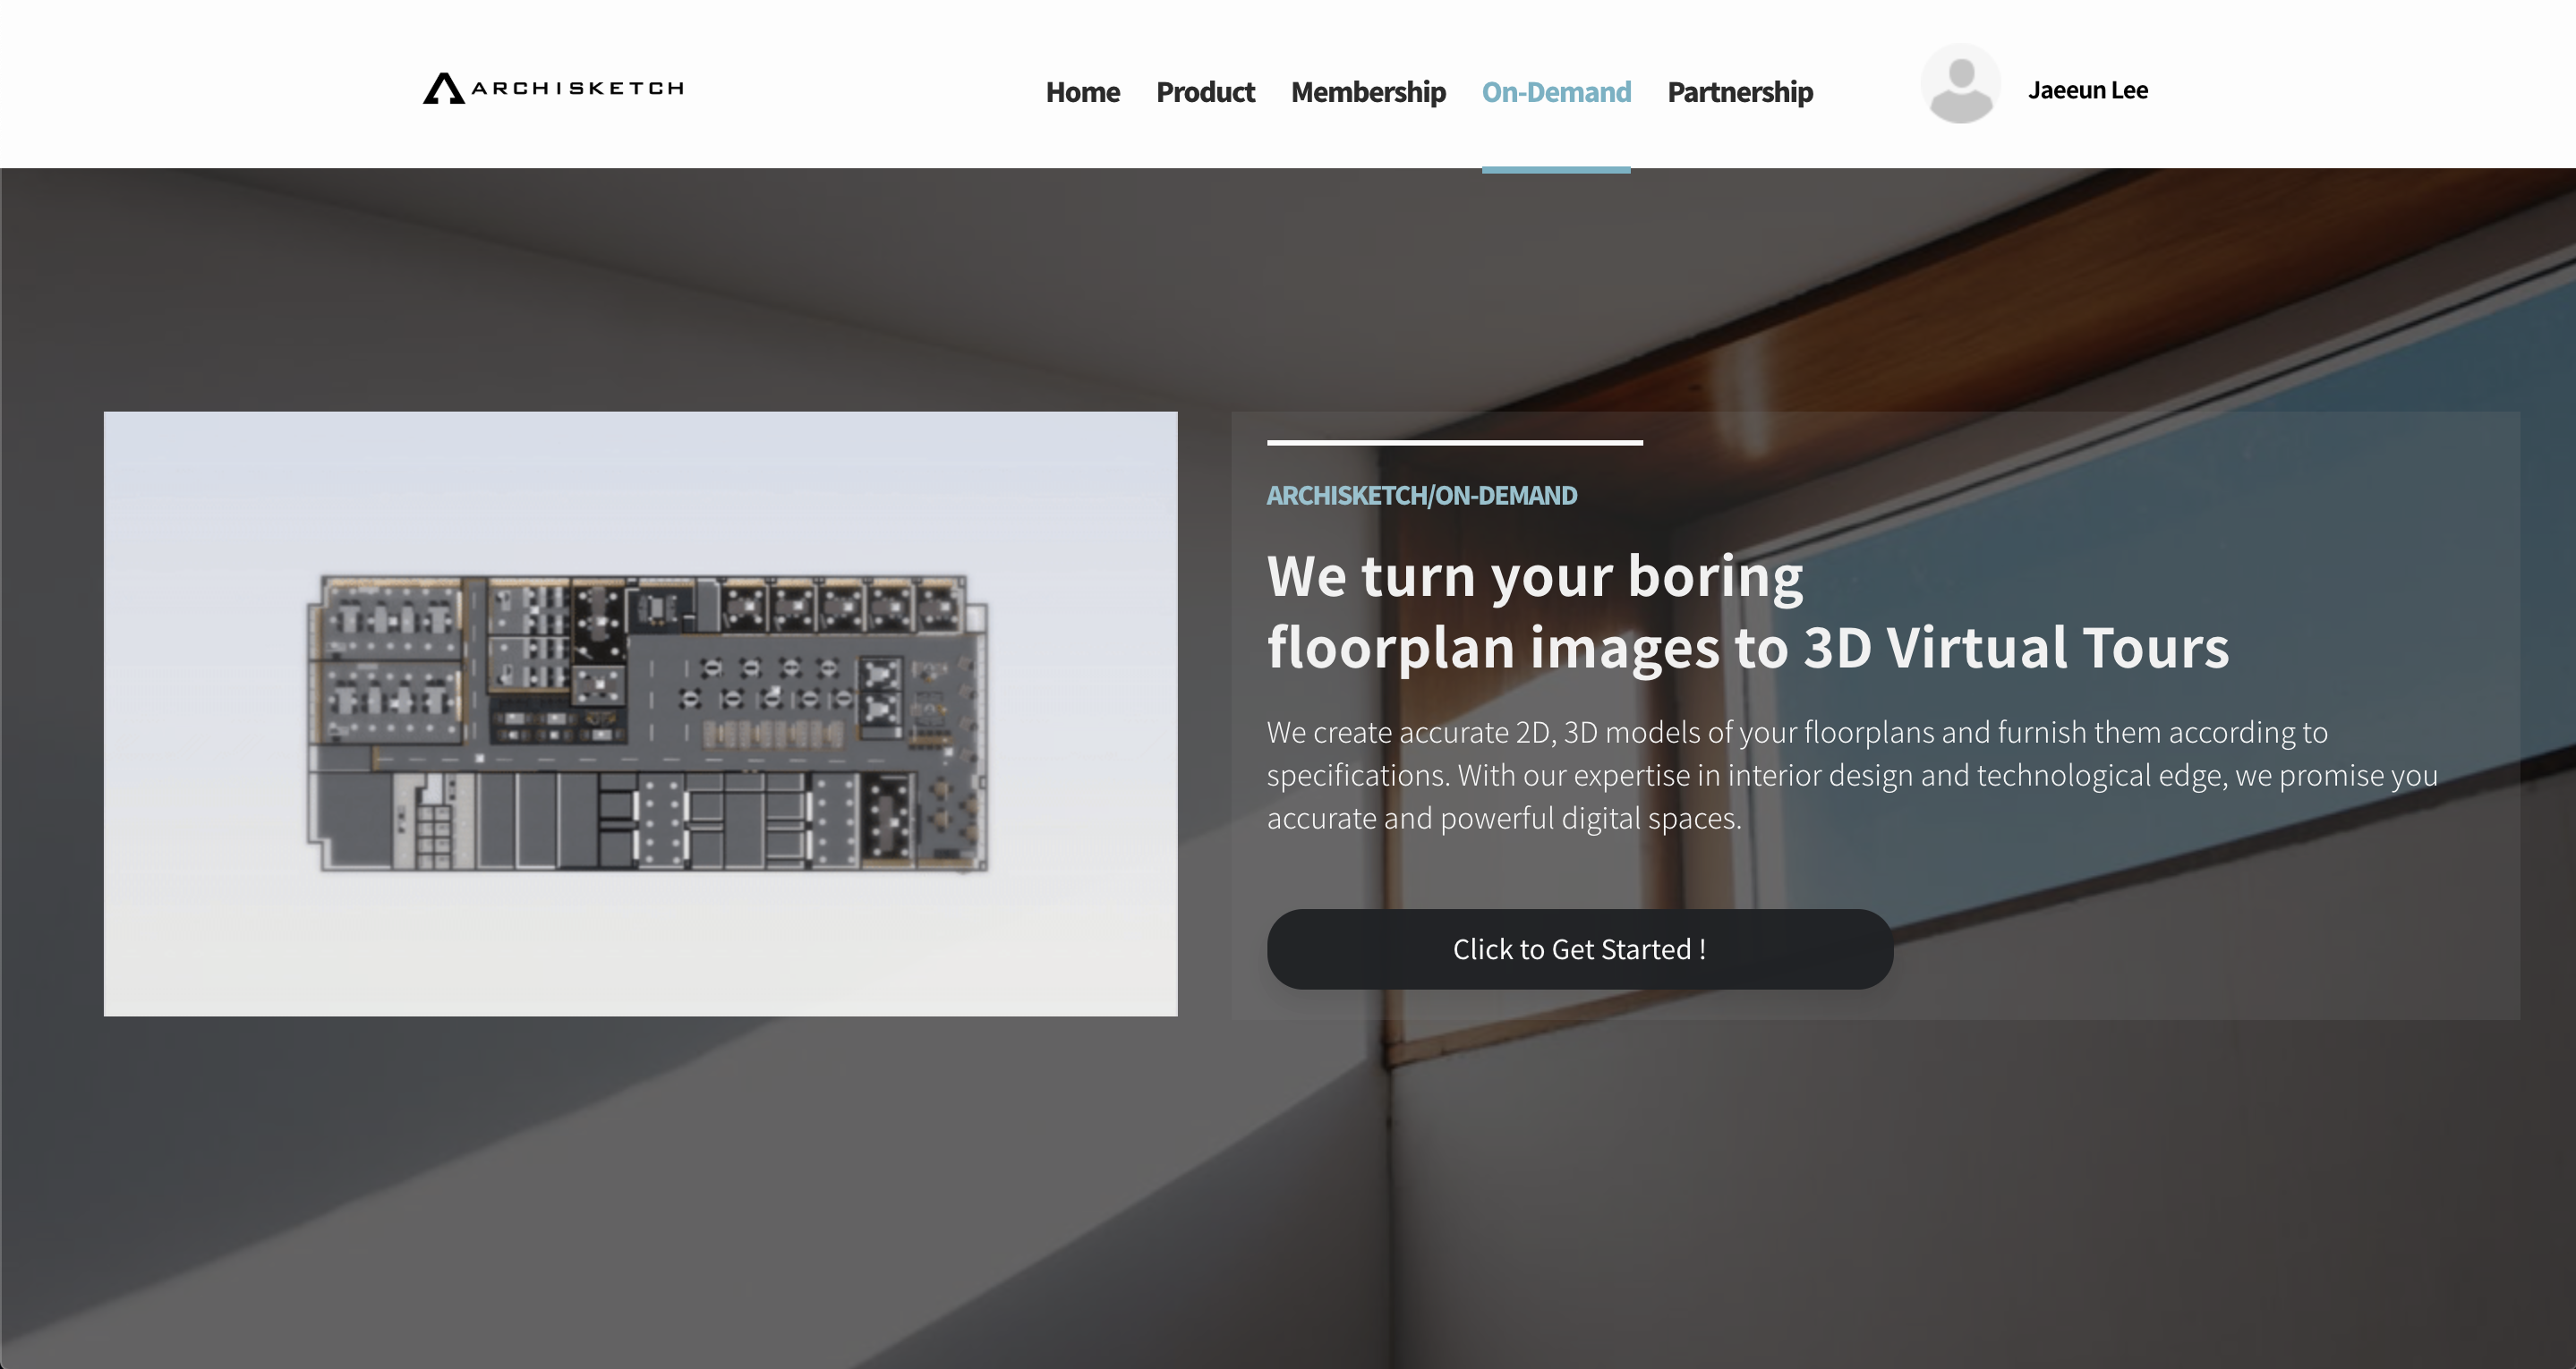 ARCHISKETCH
Home Product Membership On-Demand Partnership Jaeeun Lee
ARCHISKETCH/ON-DEMAND
We turn your boring
floorplan images to 3D Virtual Tours
We create accurate 2D, 3D models of your floorplans and furnish them according to
specifications. With our expertise in interior design and technological edge, we promise you
accurate and powerful digital spaces.
Click to Get Started !